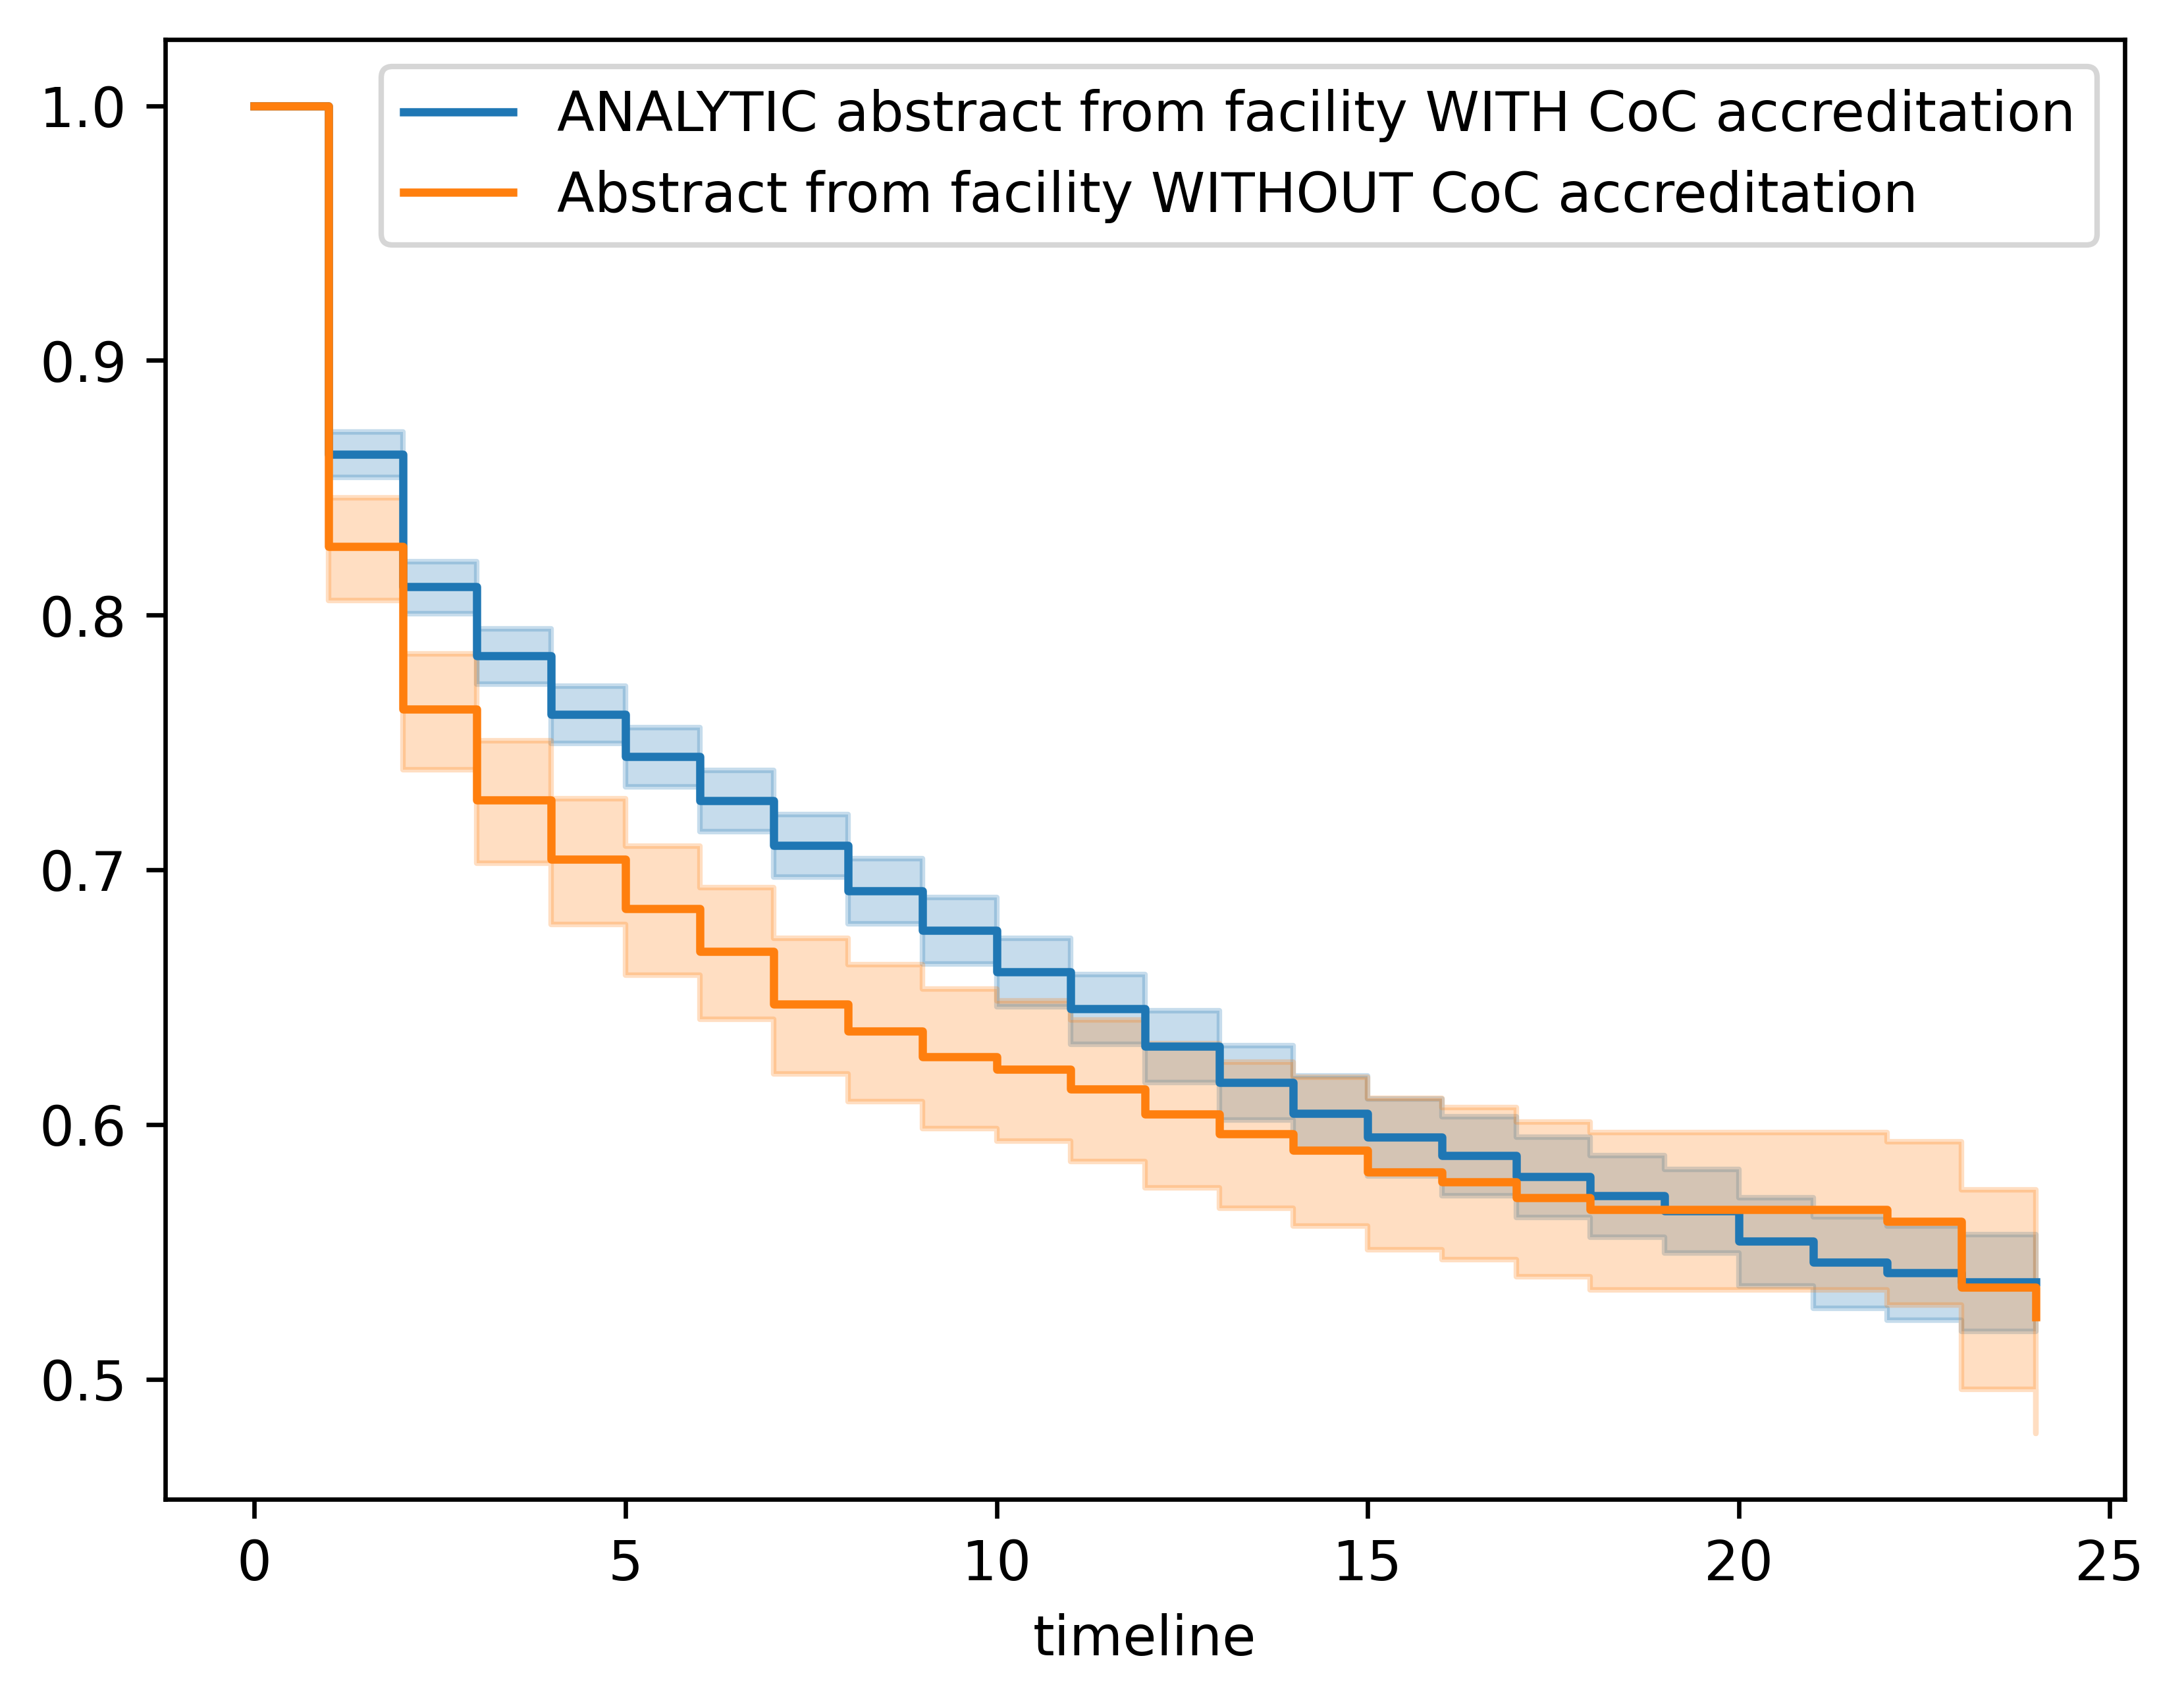 ANALYTIC abstract from facility WITH CoC accreditation
Abstract from facility WITHOUT CoC accreditation
1.0
0.9
0.8
0.7
0.6
0.5
0 5 10 15 20 25
timeline